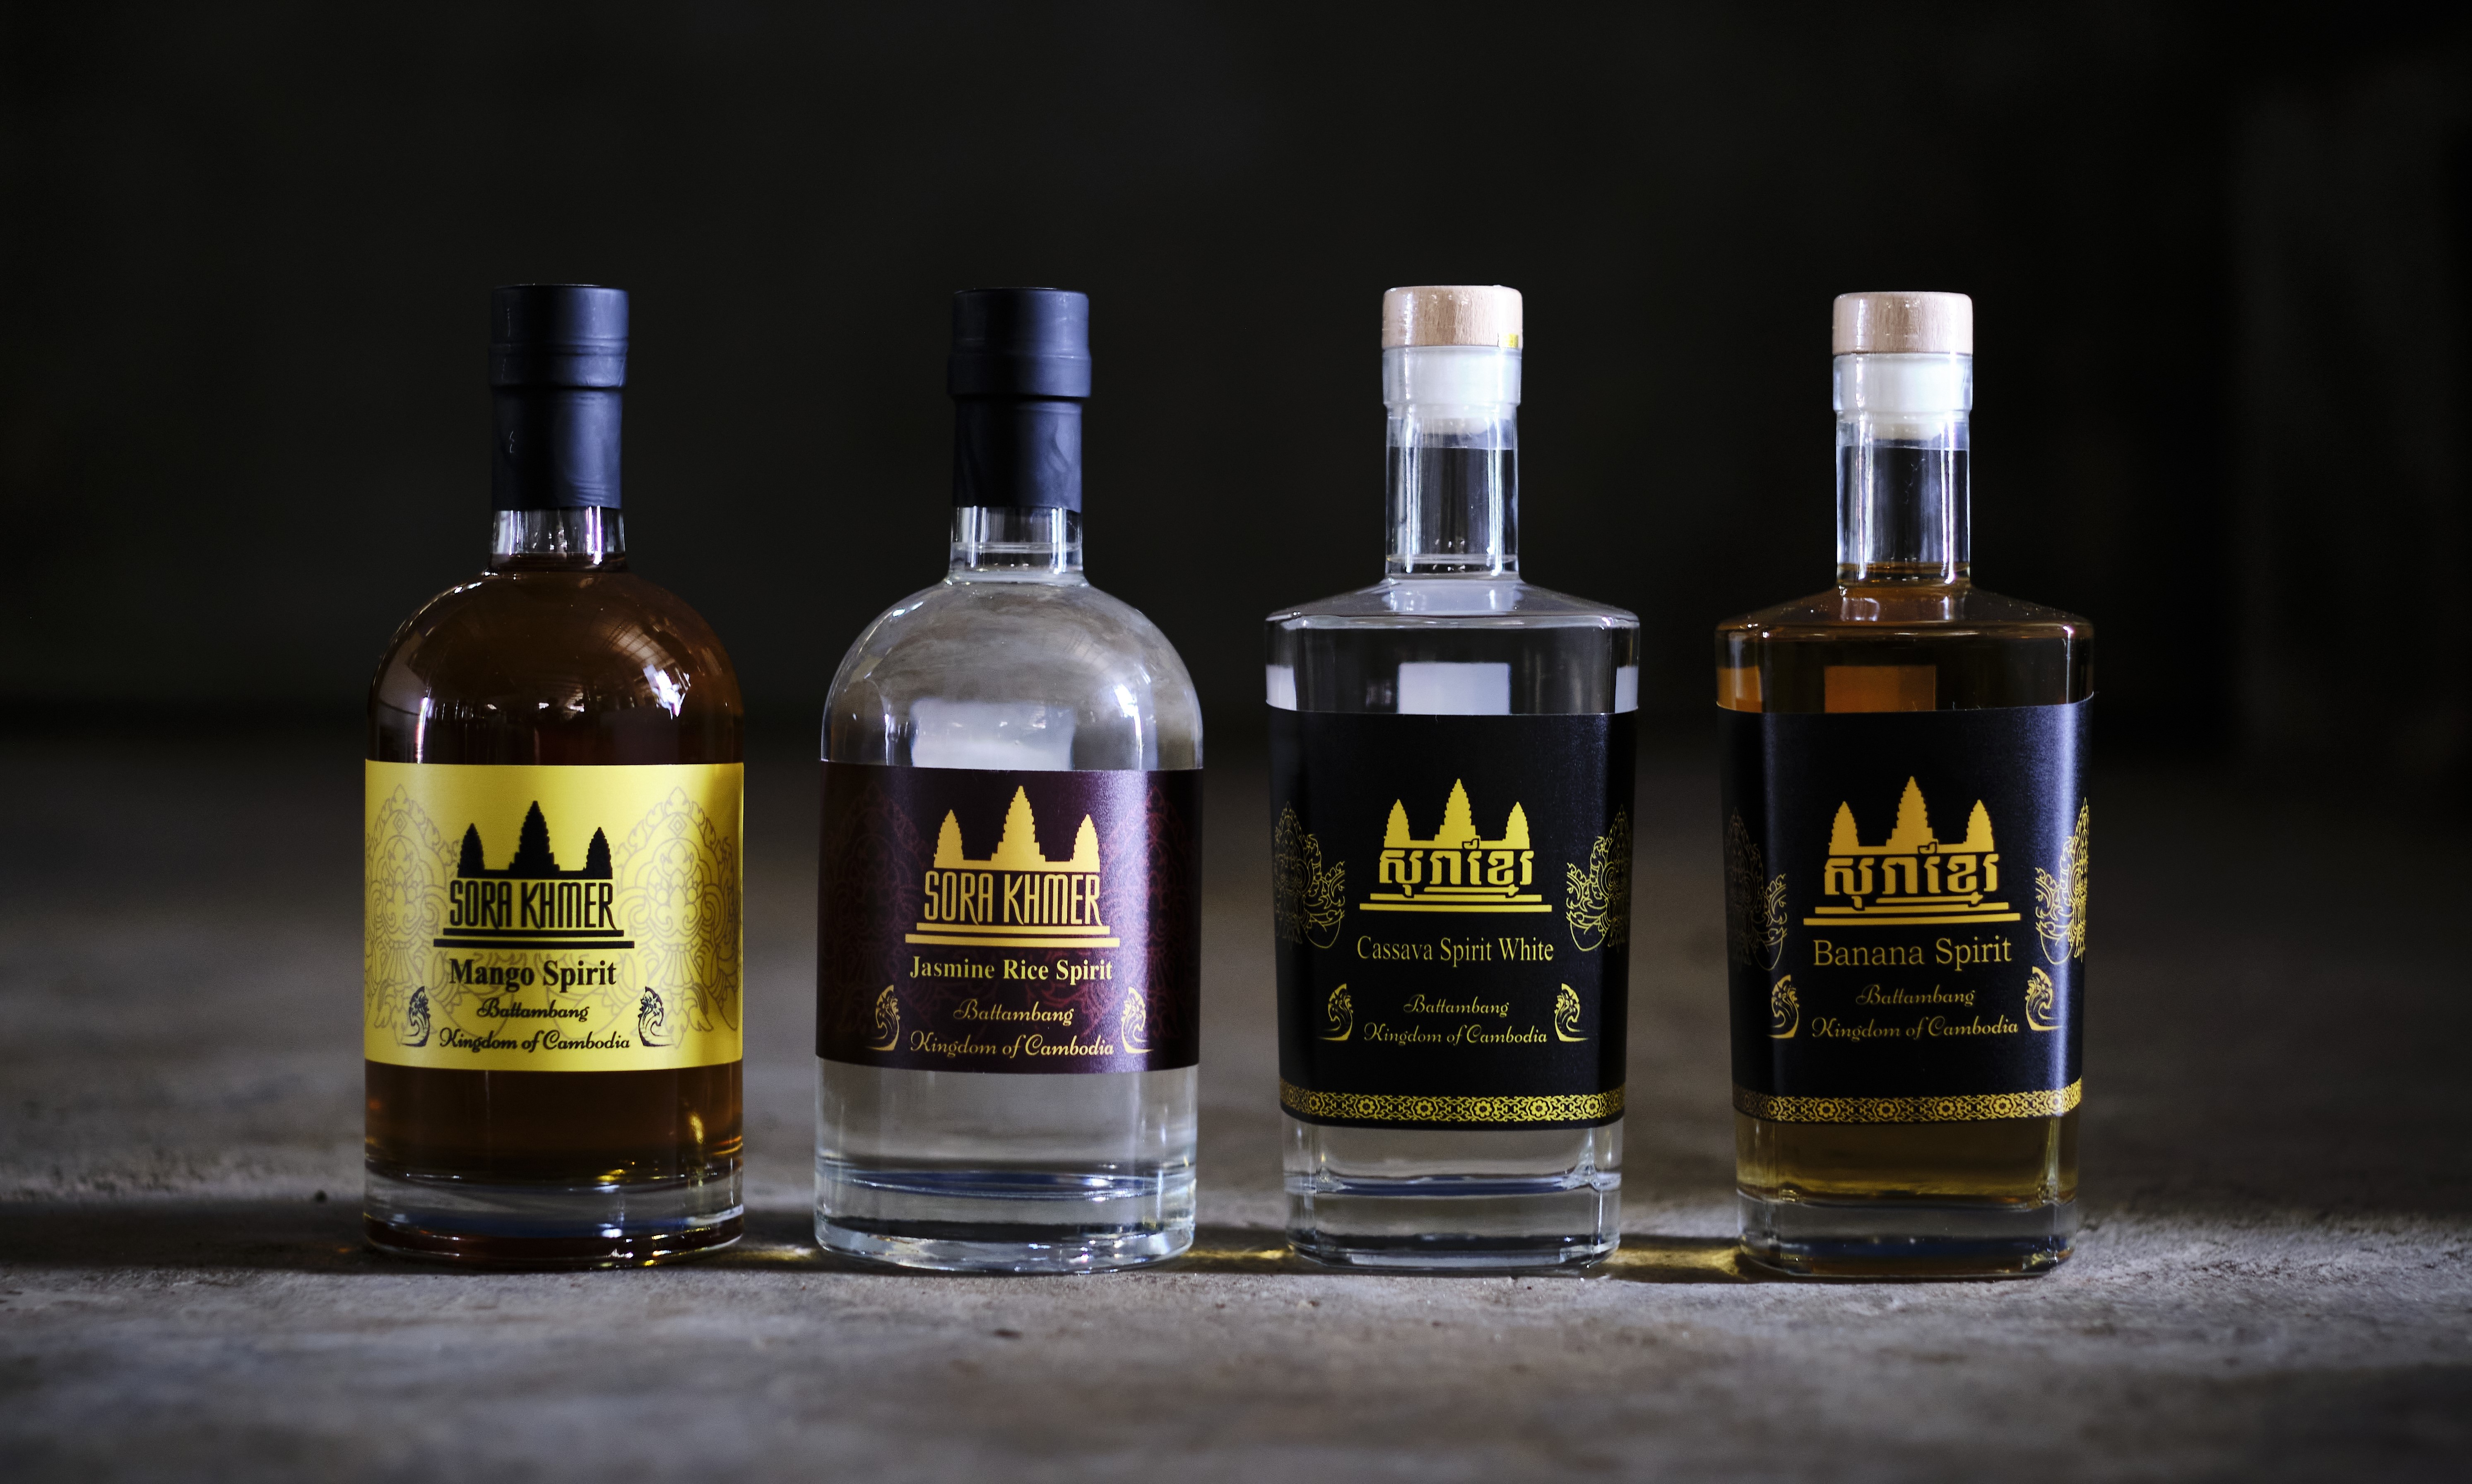 SORA KHMER
Mango Spirit
Battambang
Kingdom of Cambodia
SORA KHMER
Jasmine Rice Spirit
Battambang
Kingdom of Cambodia
សុរាខ្មែរ
Cassava Spirit White
Battambang
Kingdom of Cambodia
សុរាខ្មែរ
Banana Spirit
Battambang
Kingdom of Cambodia